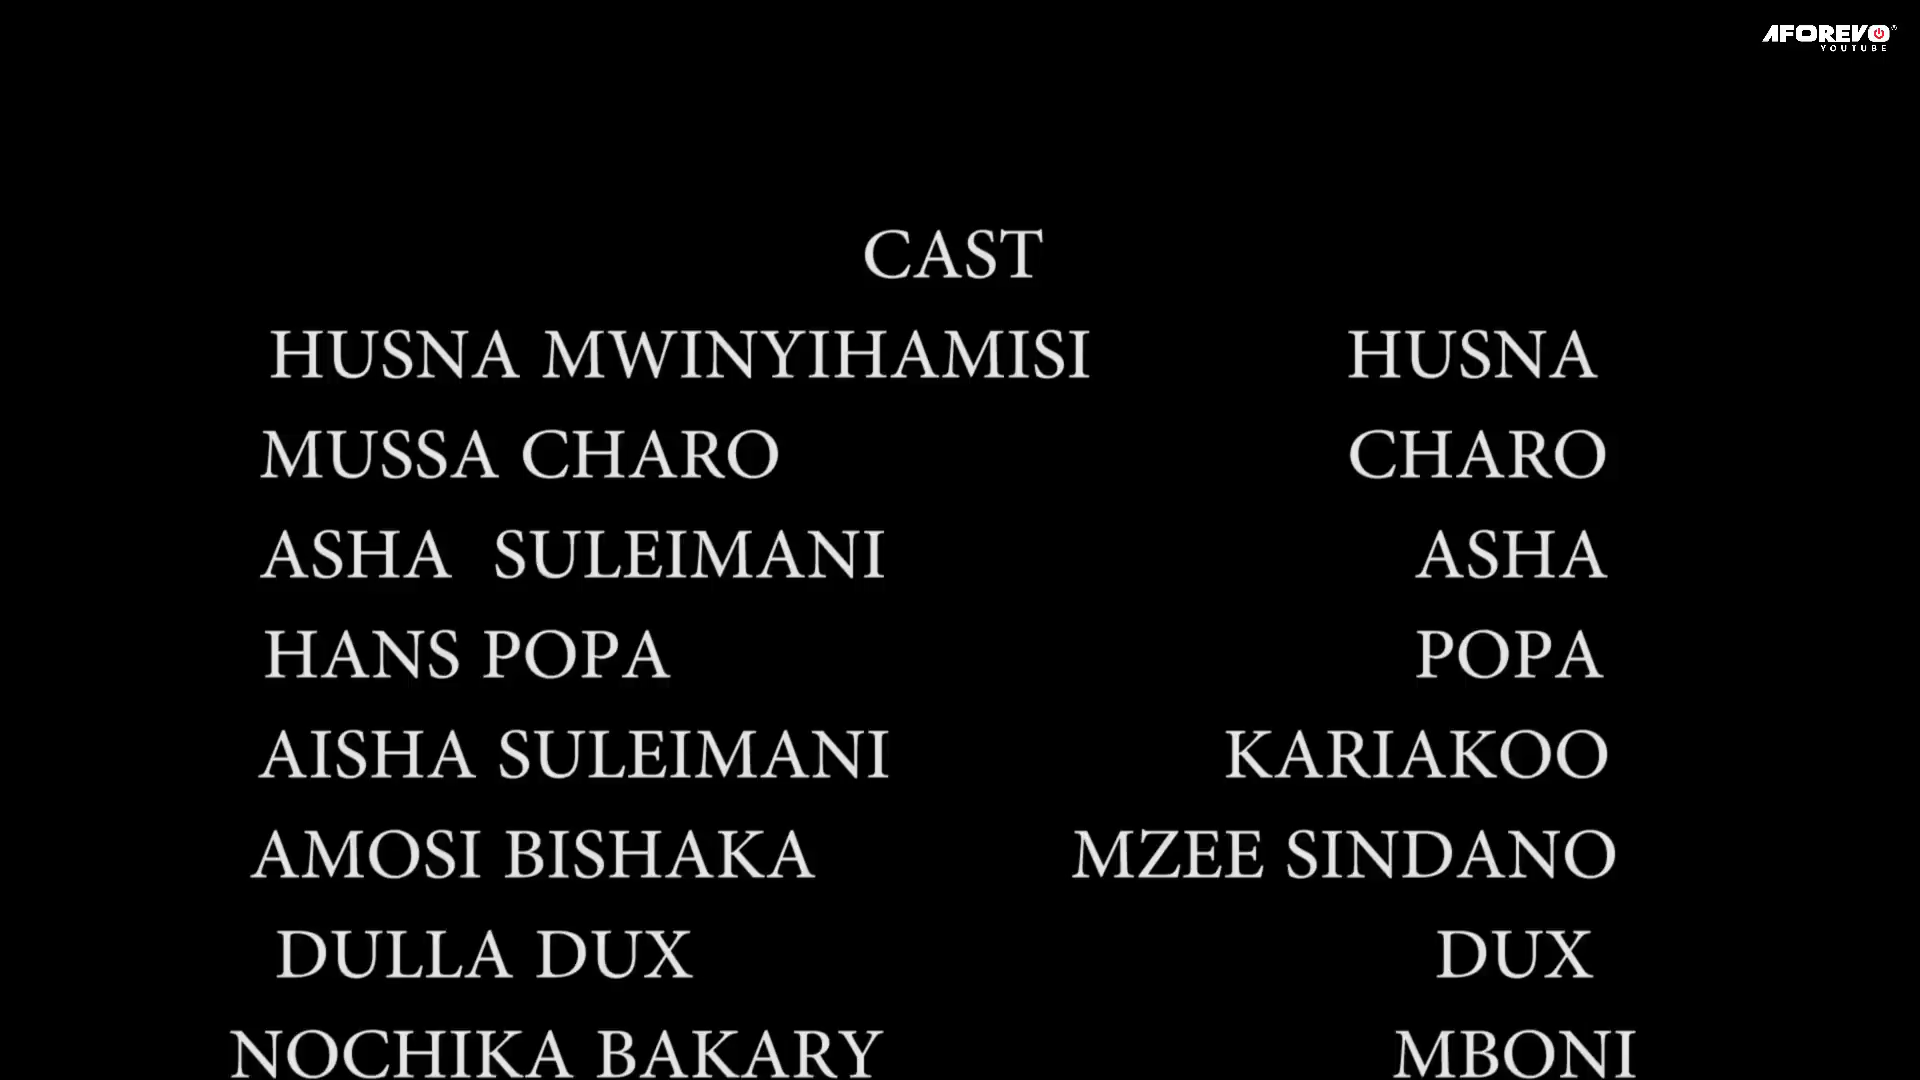 AFOREVO
YOUTUBE
CAST
HUSNA MWINYIHAMISI HUSNA
MUSSA CHARO CHARO
ASHA SULEIMANI ASHA
HANS POPA POPA
AISHA SULEIMANI KARIAKOO
AMOSI BISHAKA MZEE SINDANO
DULLA DUX DUX
NOCHIKA BAKARY MBONI